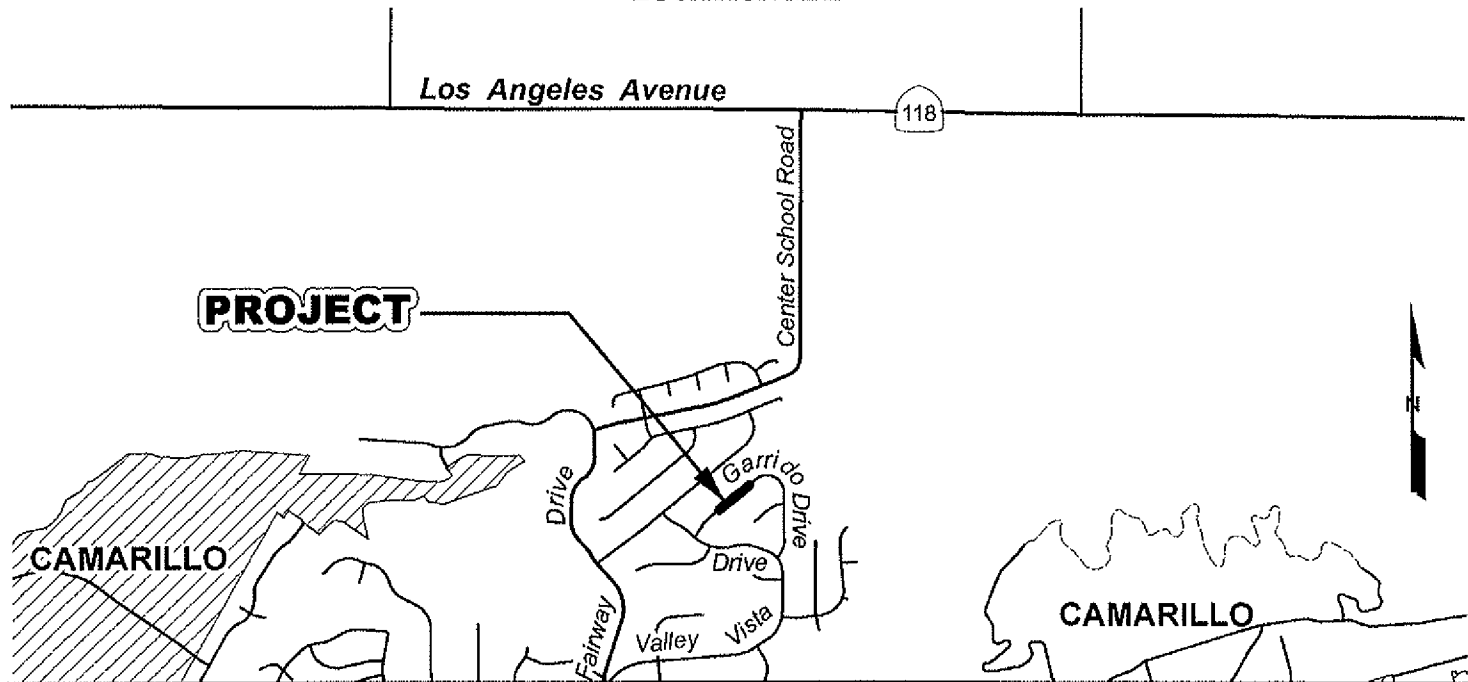 Los Angeles Avenue
118
Center School Road
PROJECT
N
Garrido Drive
Drive
CAMARILLO
Drive
CAMARILLO
Fairway
Valley Vista